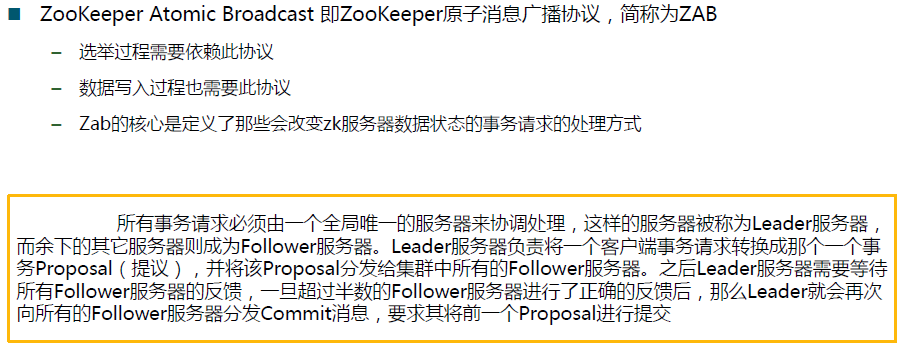 ZooKeeper Atomic Broadcast 即ZooKeeper原子消息广播协议，简称为ZAB
– 选举过程需要依赖此协议
– 数据写入过程也需要此协议
– Zab的核心是定义了那些会改变zk服务器数据状态的事务请求的处理方式
所有事务请求必须由一个全局唯一的服务器来协调处理，这样的服务器被称为Leader服务器，
而余下的其它服务器则成为Follower服务器。Leader服务器负责将一个客户端事务请求转换成那个一个事
务Proposal（提议），并将该Proposal分发给集群中所有的Follower服务器。之后Leader服务器需要等待
所有Follower服务器的反馈，一旦超过半数的Follower服务器进行了正确的反馈后，那么Leader就会再次
向所有的Follower服务器分发Commit消息，要求其将前一个Proposal进行提交